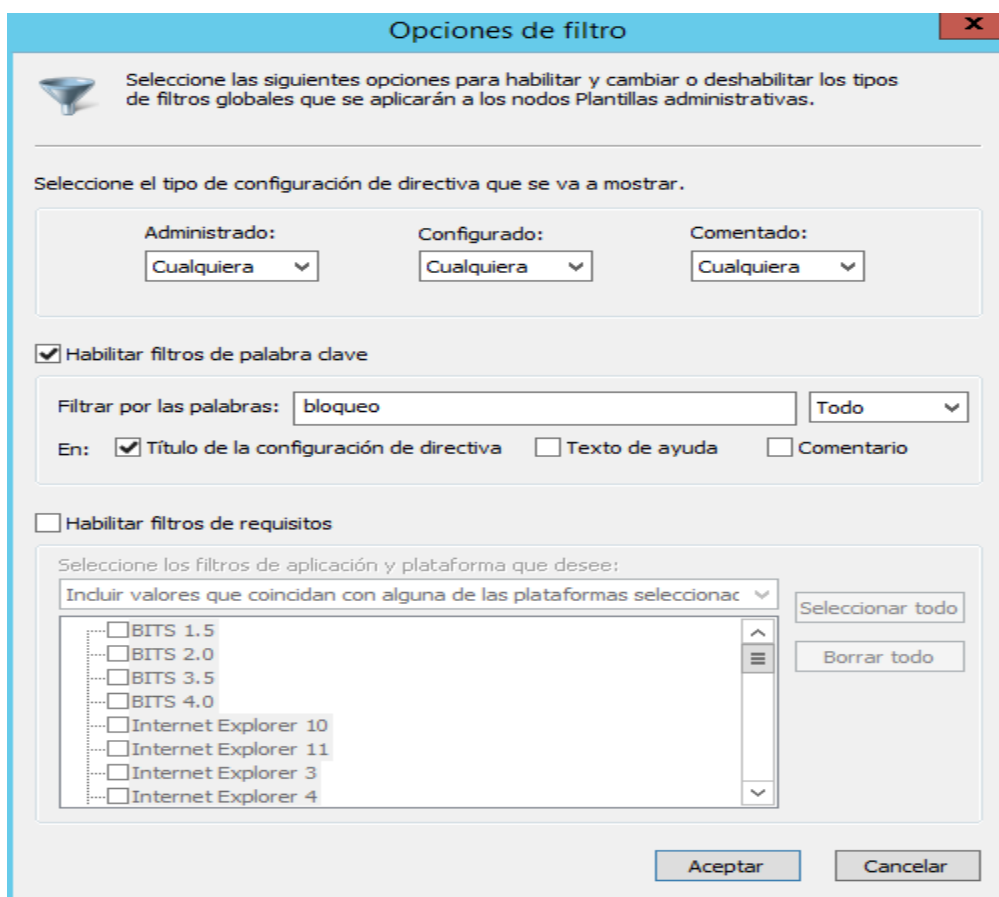 Opciones de filtro
x
Seleccione las siguientes opciones para habilitar y cambiar o deshabilitar los tipos
de filtros globales que se aplicarán a los nodos Plantillas administrativas.
Seleccione el tipo de configuración de directiva que se va a mostrar.
Administrado: Configurado: Comentado:
Cualquiera Cualquiera Cualquiera
Habilitar filtros de palabra clave
Filtrar por las palabras: bloqueo Todo
En: Título de la configuración de directiva Texto de ayuda Comentario
Habilitar filtros de requisitos
Seleccione los filtros de aplicación y plataforma que desee:
Incluir valores que coincidan con alguna de las plataformas seleccionac
Seleccionar todo
BITS 1.5
BITS 2.0
Borrar todo
BITS 3.5
BITS 4.0
Internet Explorer 10
Internet Explorer 11
Internet Explorer 3
Internet Explorer 4
Aceptar Cancelar